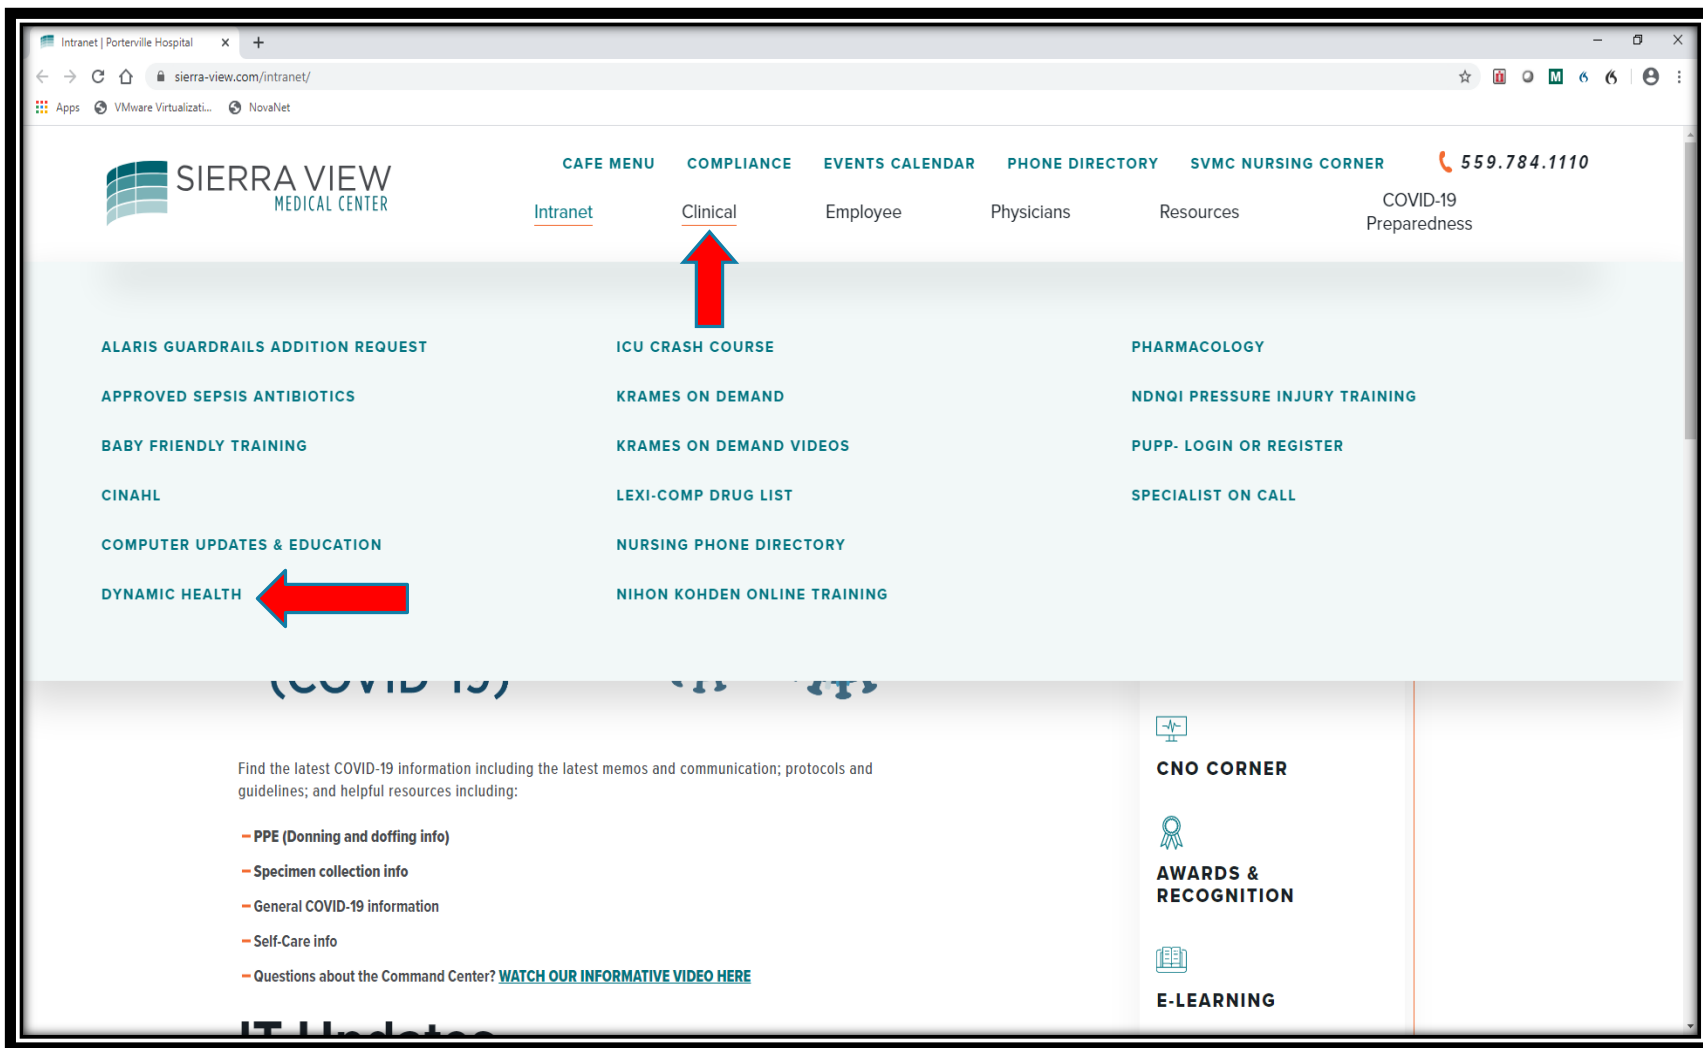 Intranet | Porterville Hospital
sierra-view.com/intranet/
Apps VMware Virtualizati... NovaNet
SIERRA VIEW
MEDICAL CENTER
CAFE MENU COMPLIANCE EVENTS CALENDAR PHONE DIRECTORY SVMC NURSING CORNER 559.784.1110
Intranet Clinical Employee Physicians Resources COVID-19
Preparedness
ALARIS GUARDRAILS ADDITION REQUEST
APPROVED SEPSIS ANTIBIOTICS
BABY FRIENDLY TRAINING
CINAHL
COMPUTER UPDATES & EDUCATION
DYNAMIC HEALTH
ICU CRASH COURSE
KRAMES ON DEMAND
KRAMES ON DEMAND VIDEOS
LEXI-COMP DRUG LIST
NURSING PHONE DIRECTORY
NIHON KOHDEN ONLINE TRAINING
PHARMACOLOGY
NDNQI PRESSURE INJURY TRAINING
PUPP- LOGIN OR REGISTER
SPECIALIST ON CALL
(COVID-19)
Find the latest COVID-19 information including the latest memos and communication; protocols and
guidelines; and helpful resources including:
– PPE (Donning and doffing info)
– Specimen collection info
– General COVID-19 information
– Self-Care info
– Questions about the Command Center? WATCH OUR INFORMATIVE VIDEO HERE
IT Updates
CNO CORNER
AWARDS &
RECOGNITION
E-LEARNING